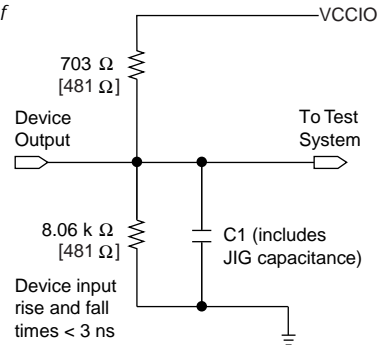 f
VCCIO
703 Ω
[481 Ω]
Device
Output
To Test
System
8.06 k Ω
[481 Ω]
C1 (includes
JIG capacitance)
Device input
rise and fall
times < 3 ns